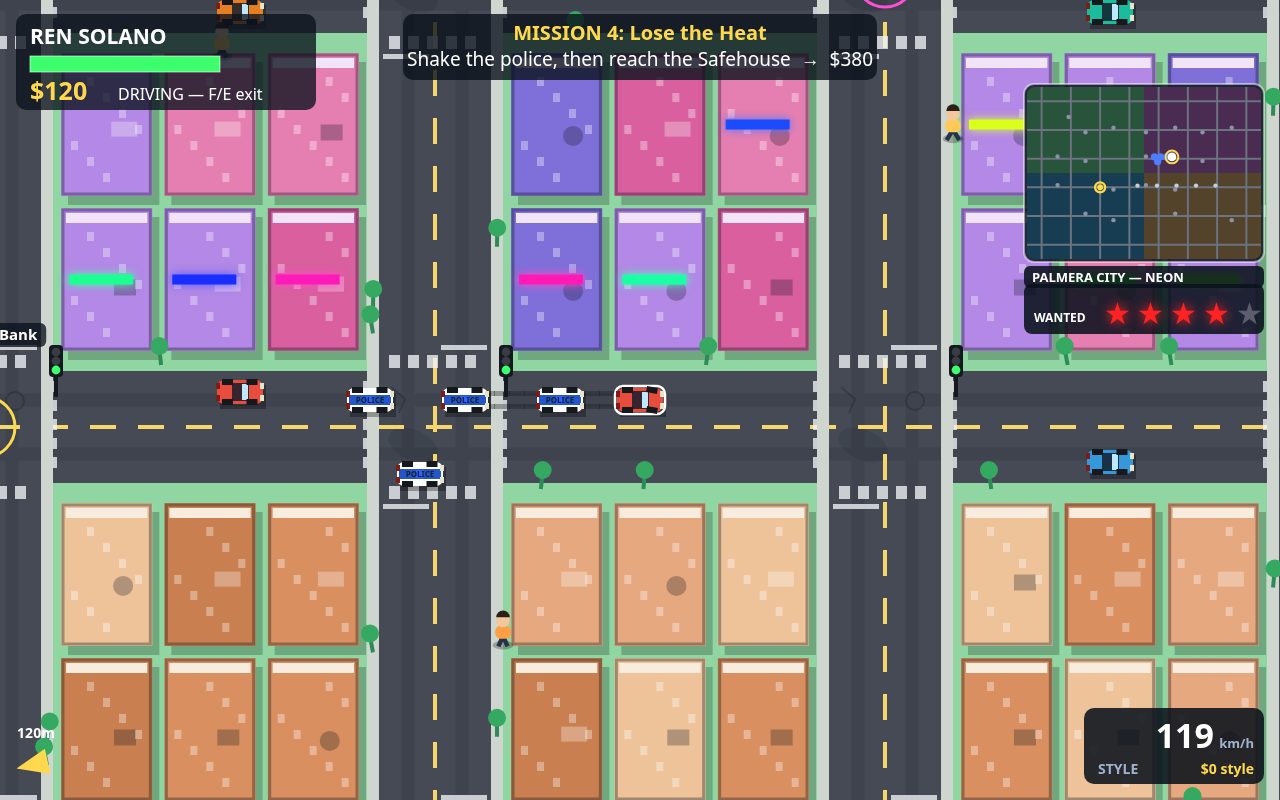 REN SOLANO
$120 DRIVING — F/E exit
MISSION 4: Lose the Heat
Shake the police, then reach the Safehouse → $380
PALMERA CITY — NEON
WANTED ★★★★★
Bank
POLICE
POLICE
POLICE
POLICE
120m
119 km/h
STYLE $0 style